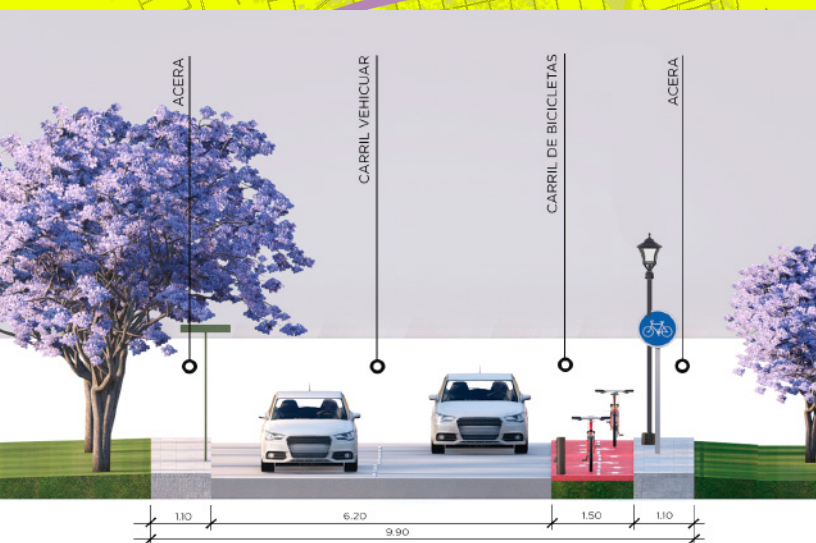 ACERA
CARRIL VEHICUAR
CARRIL DE BICICLETAS
ACERA
1.10
6.20
1.50
1.10
9.90